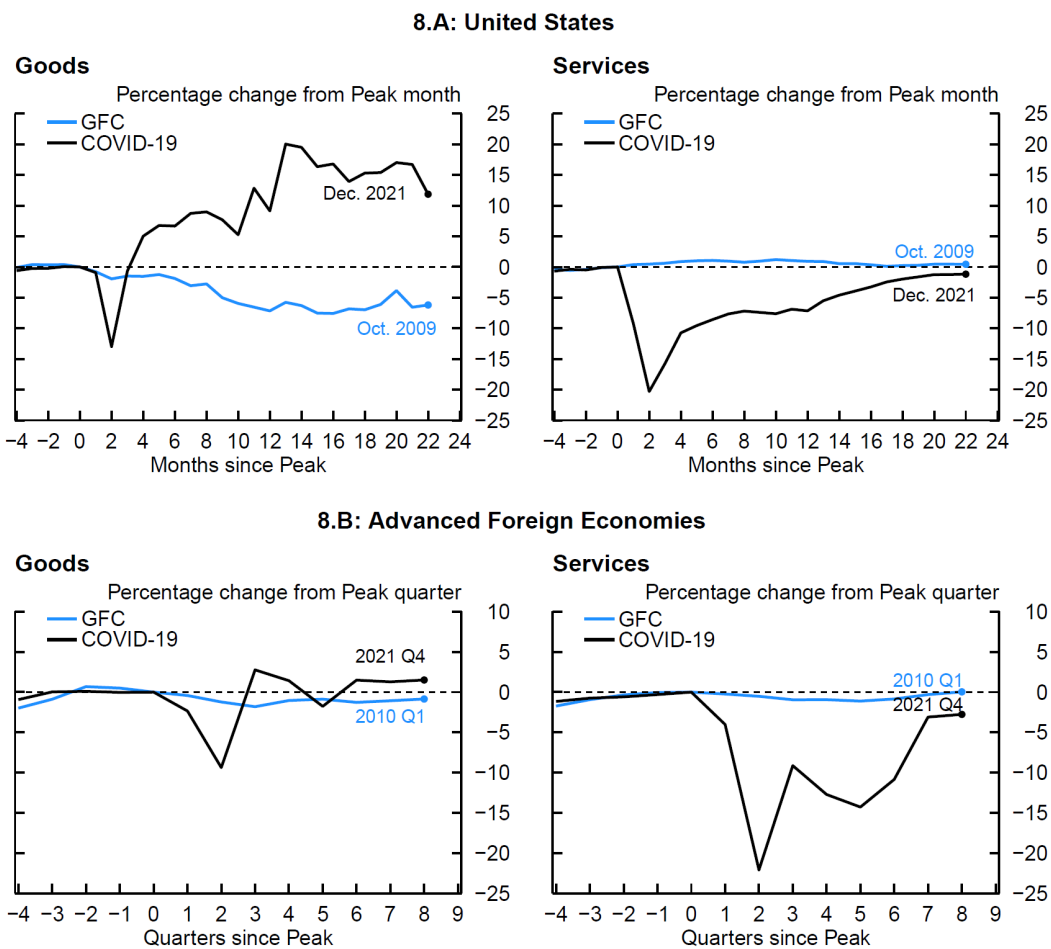 8.A: United States
Goods
Percentage change from Peak month
GFC
COVID-19
25
20
15
10
5
0
−5
−10
−15
−20
−25
Dec. 2021
Oct. 2009
−4 −2 0 2 4 6 8 10 12 14 16 18 20 22 24
Months since Peak
Services
Percentage change from Peak month
GFC
COVID-19
25
20
15
10
5
0
−5
−10
−15
−20
−25
Oct. 2009
Dec. 2021
−4 −2 0 2 4 6 8 10 12 14 16 18 20 22 24
Months since Peak
8.B: Advanced Foreign Economies
Goods
Percentage change from Peak quarter
GFC
COVID-19
10
5
0
−5
−10
−15
−20
−25
2021 Q4
2010 Q1
−4 −3 −2 −1 0 1 2 3 4 5 6 7 8 9
Quarters since Peak
Services
Percentage change from Peak quarter
GFC
COVID-19
10
5
0
−5
−10
−15
−20
−25
2010 Q1
2021 Q4
−4 −3 −2 −1 0 1 2 3 4 5 6 7 8 9
Quarters since Peak